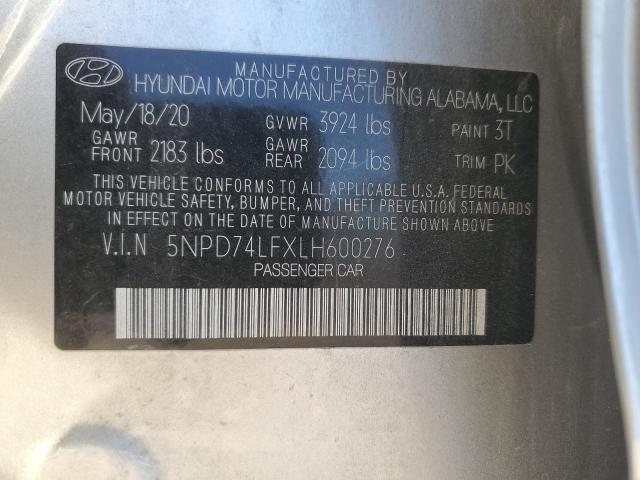 MANUFACTURED BY
HYUNDAI MOTOR MANUFACTURING ALABAMA, LLC
May/18/20 GVWR 3924 lbs PAINT 3T
GAWR FRONT 2183 lbs GAWR REAR 2094 lbs TRIM PK
THIS VEHICLE CONFORMS TO ALL APPLICABLE U.S.A. FEDERAL
MOTOR VEHICLE SAFETY, BUMPER, AND THEFT PREVENTION STANDARDS
IN EFFECT ON THE DATE OF MANUFACTURE SHOWN ABOVE
V.I.N 5NPD74LFXLH600276
PASSENGER CAR